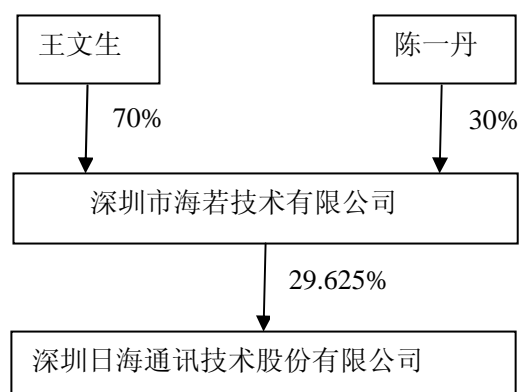 王文生
陈一丹
70%
30%
深圳市海若技术有限公司
29.625%
深圳日海通讯技术股份有限公司